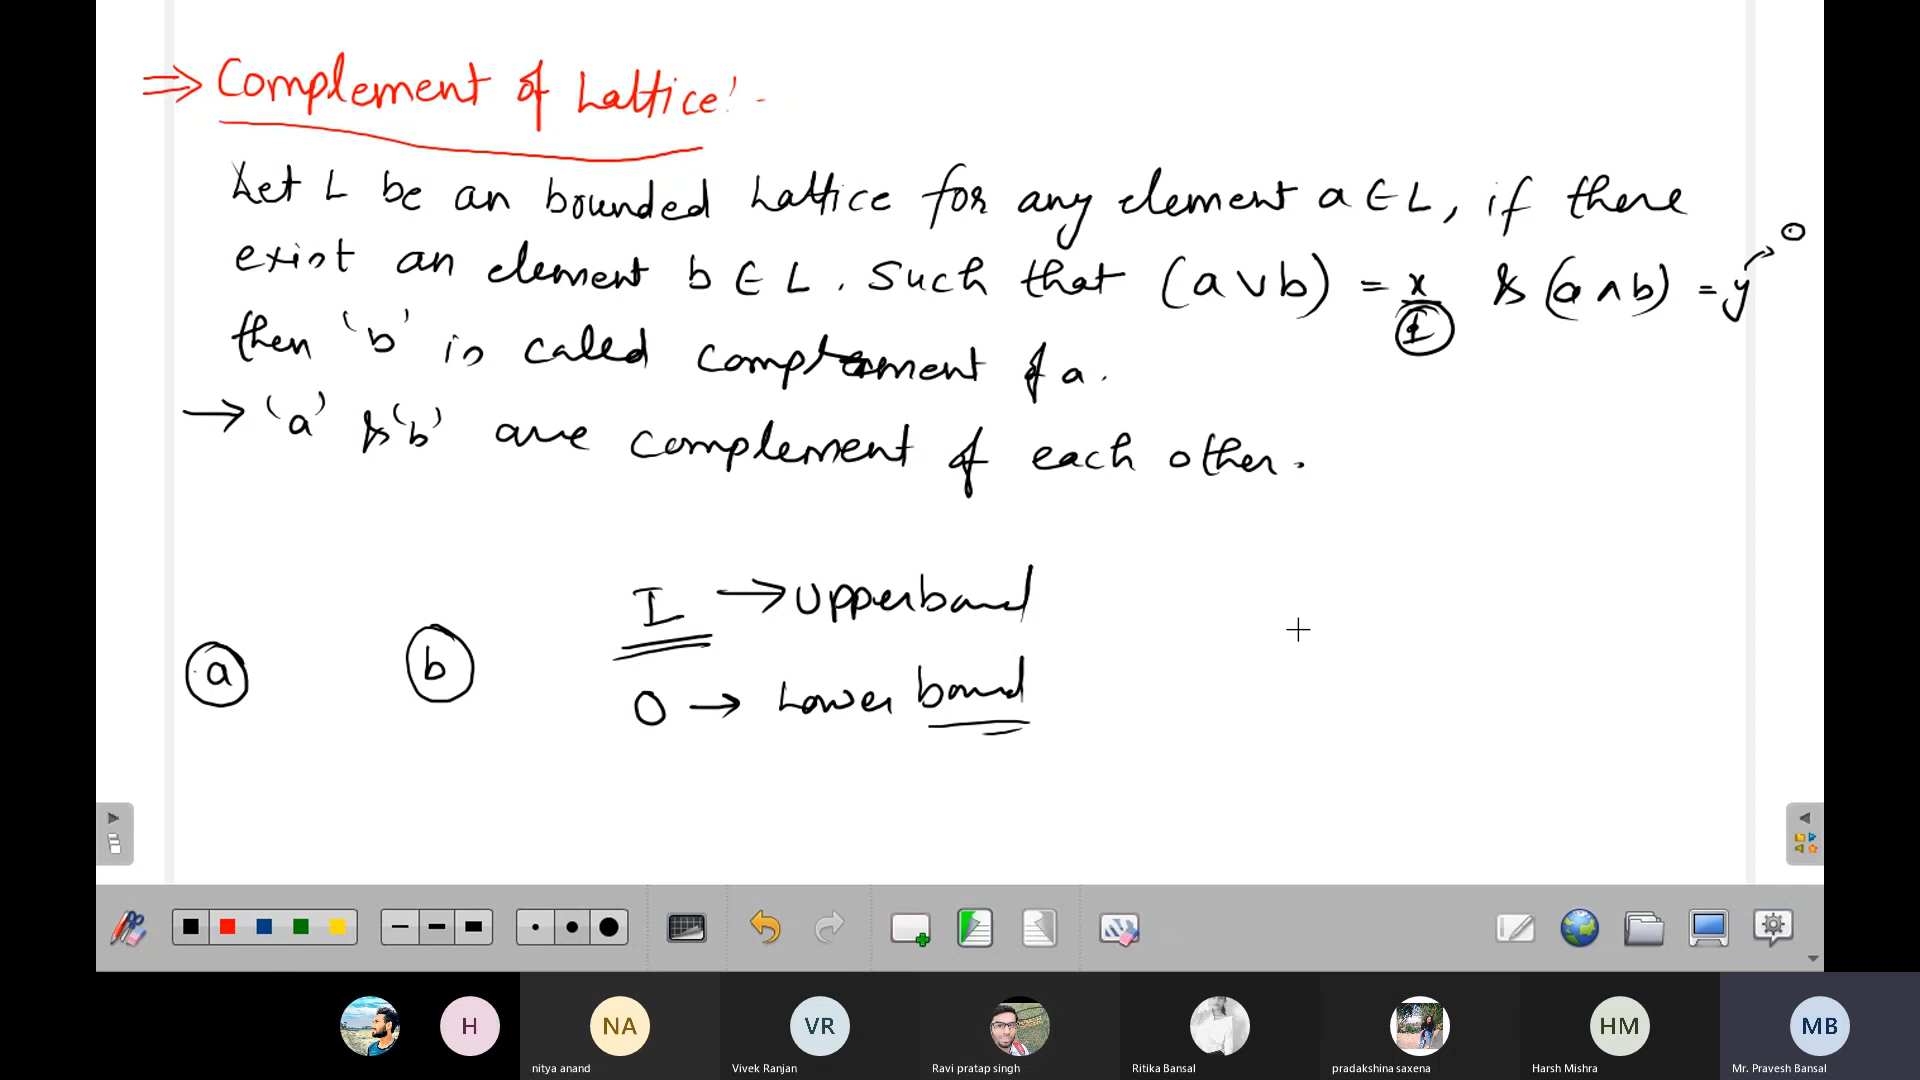 ⇒ Complement of Lattice :-
Let L be an bounded Lattice for any element a ∈ L, if there
exist an element b ∈ L. Such that (a ∨ b) = x & (a ∧ b) = y → 0
I
then 'b' is called complement of a.
→ 'a' & 'b' are complement of each other.
I → Upperbound
a b
0 → Lower bound
H NA VR HM MB
nitya anand Vivek Ranjan Ravi pratap singh Ritika Bansal pradakshina saxena Harsh Mishra Mr. Pravesh Bansal